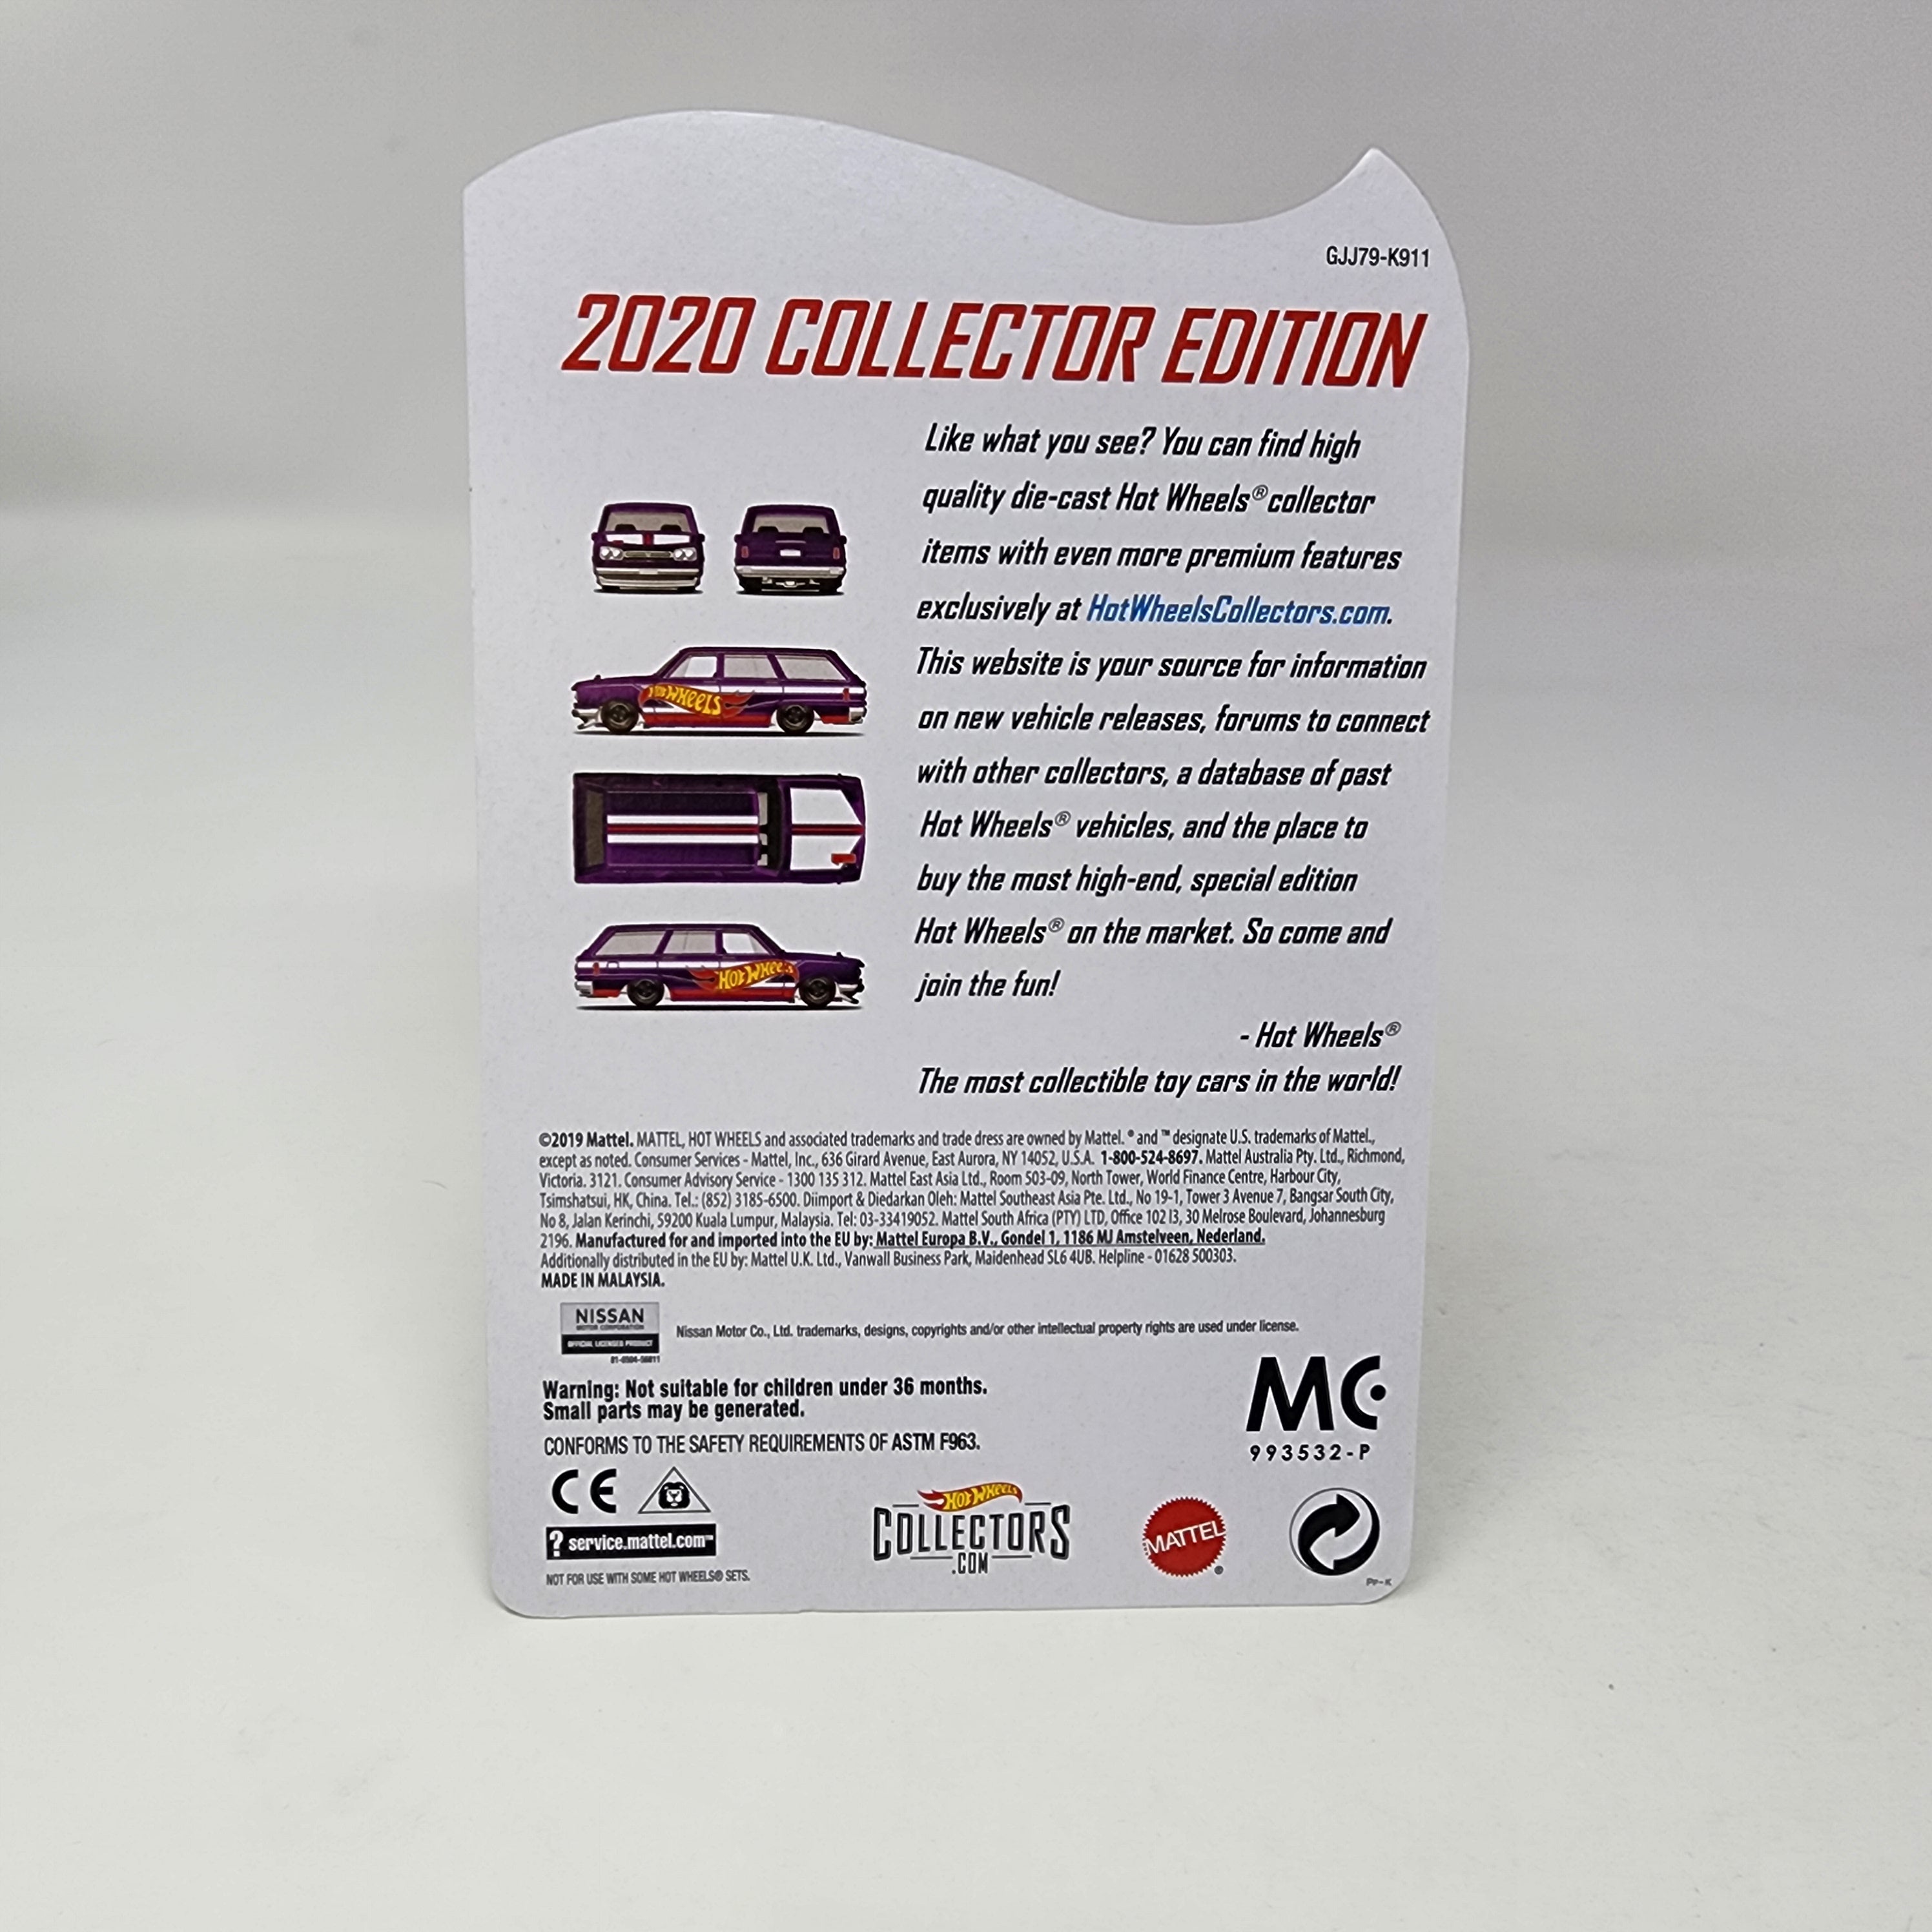 GJJ79-K911
2020 COLLECTOR EDITION
Like what you see? You can find high
quality die-cast Hot Wheels® collector
items with even more premium features
exclusively at HotWheelsCollectors.com.
This website is your source for information
on new vehicle releases, forums to connect
with other collectors, a database of past
Hot Wheels® vehicles, and the place to
buy the most high-end, special edition
Hot Wheels® on the market. So come and
join the fun!
- Hot Wheels®
The most collectible toy cars in the world!
HOT WHEELS
HOT WHEELS
©2019 Mattel. MATTEL, HOT WHEELS and associated trademarks and trade dress are owned by Mattel. ® and ™ designate U.S. trademarks of Mattel.,
except as noted. Consumer Services - Mattel, Inc., 636 Girard Avenue, East Aurora, NY 14052, U.S.A. 1-800-524-8697. Mattel Australia Pty. Ltd., Richmond,
Victoria. 3121. Consumer Advisory Service - 1300 135 312. Mattel East Asia Ltd., Room 503-09, North Tower, World Finance Centre, Harbour City,
Tsimshatsui, HK, China. Tel.: (852) 3185-6500. Diimport & Diedarkan Oleh: Mattel Southeast Asia Pte. Ltd., No 19-1, Tower 3 Avenue 7, Bangsar South City,
No 8, Jalan Kerinchi, 59200 Kuala Lumpur, Malaysia. Tel: 03-33419052. Mattel South Africa (PTY) LTD, Office 102 I3, 30 Melrose Boulevard, Johannesburg
2196. Manufactured for and imported into the EU by: Mattel Europa B.V., Gondel 1, 1186 MJ Amstelveen, Nederland.
Additionally distributed in the EU by: Mattel U.K. Ltd., Vanwall Business Park, Maidenhead SL6 4UB. Helpline - 01628 500303.
MADE IN MALAYSIA.
NISSAN
MOTOR CORPORATION
OFFICIAL LICENSED PRODUCT
Nissan Motor Co., Ltd. trademarks, designs, copyrights and/or other intellectual property rights are used under license.
Warning: Not suitable for children under 36 months.
Small parts may be generated.
CONFORMS TO THE SAFETY REQUIREMENTS OF ASTM F963.
MC
993532-P
CE
? service.mattel.com™
NOT FOR USE WITH SOME HOT WHEELS® SETS.
HOT WHEELS
COLLECTORS
.COM
MATTEL®
PP-K